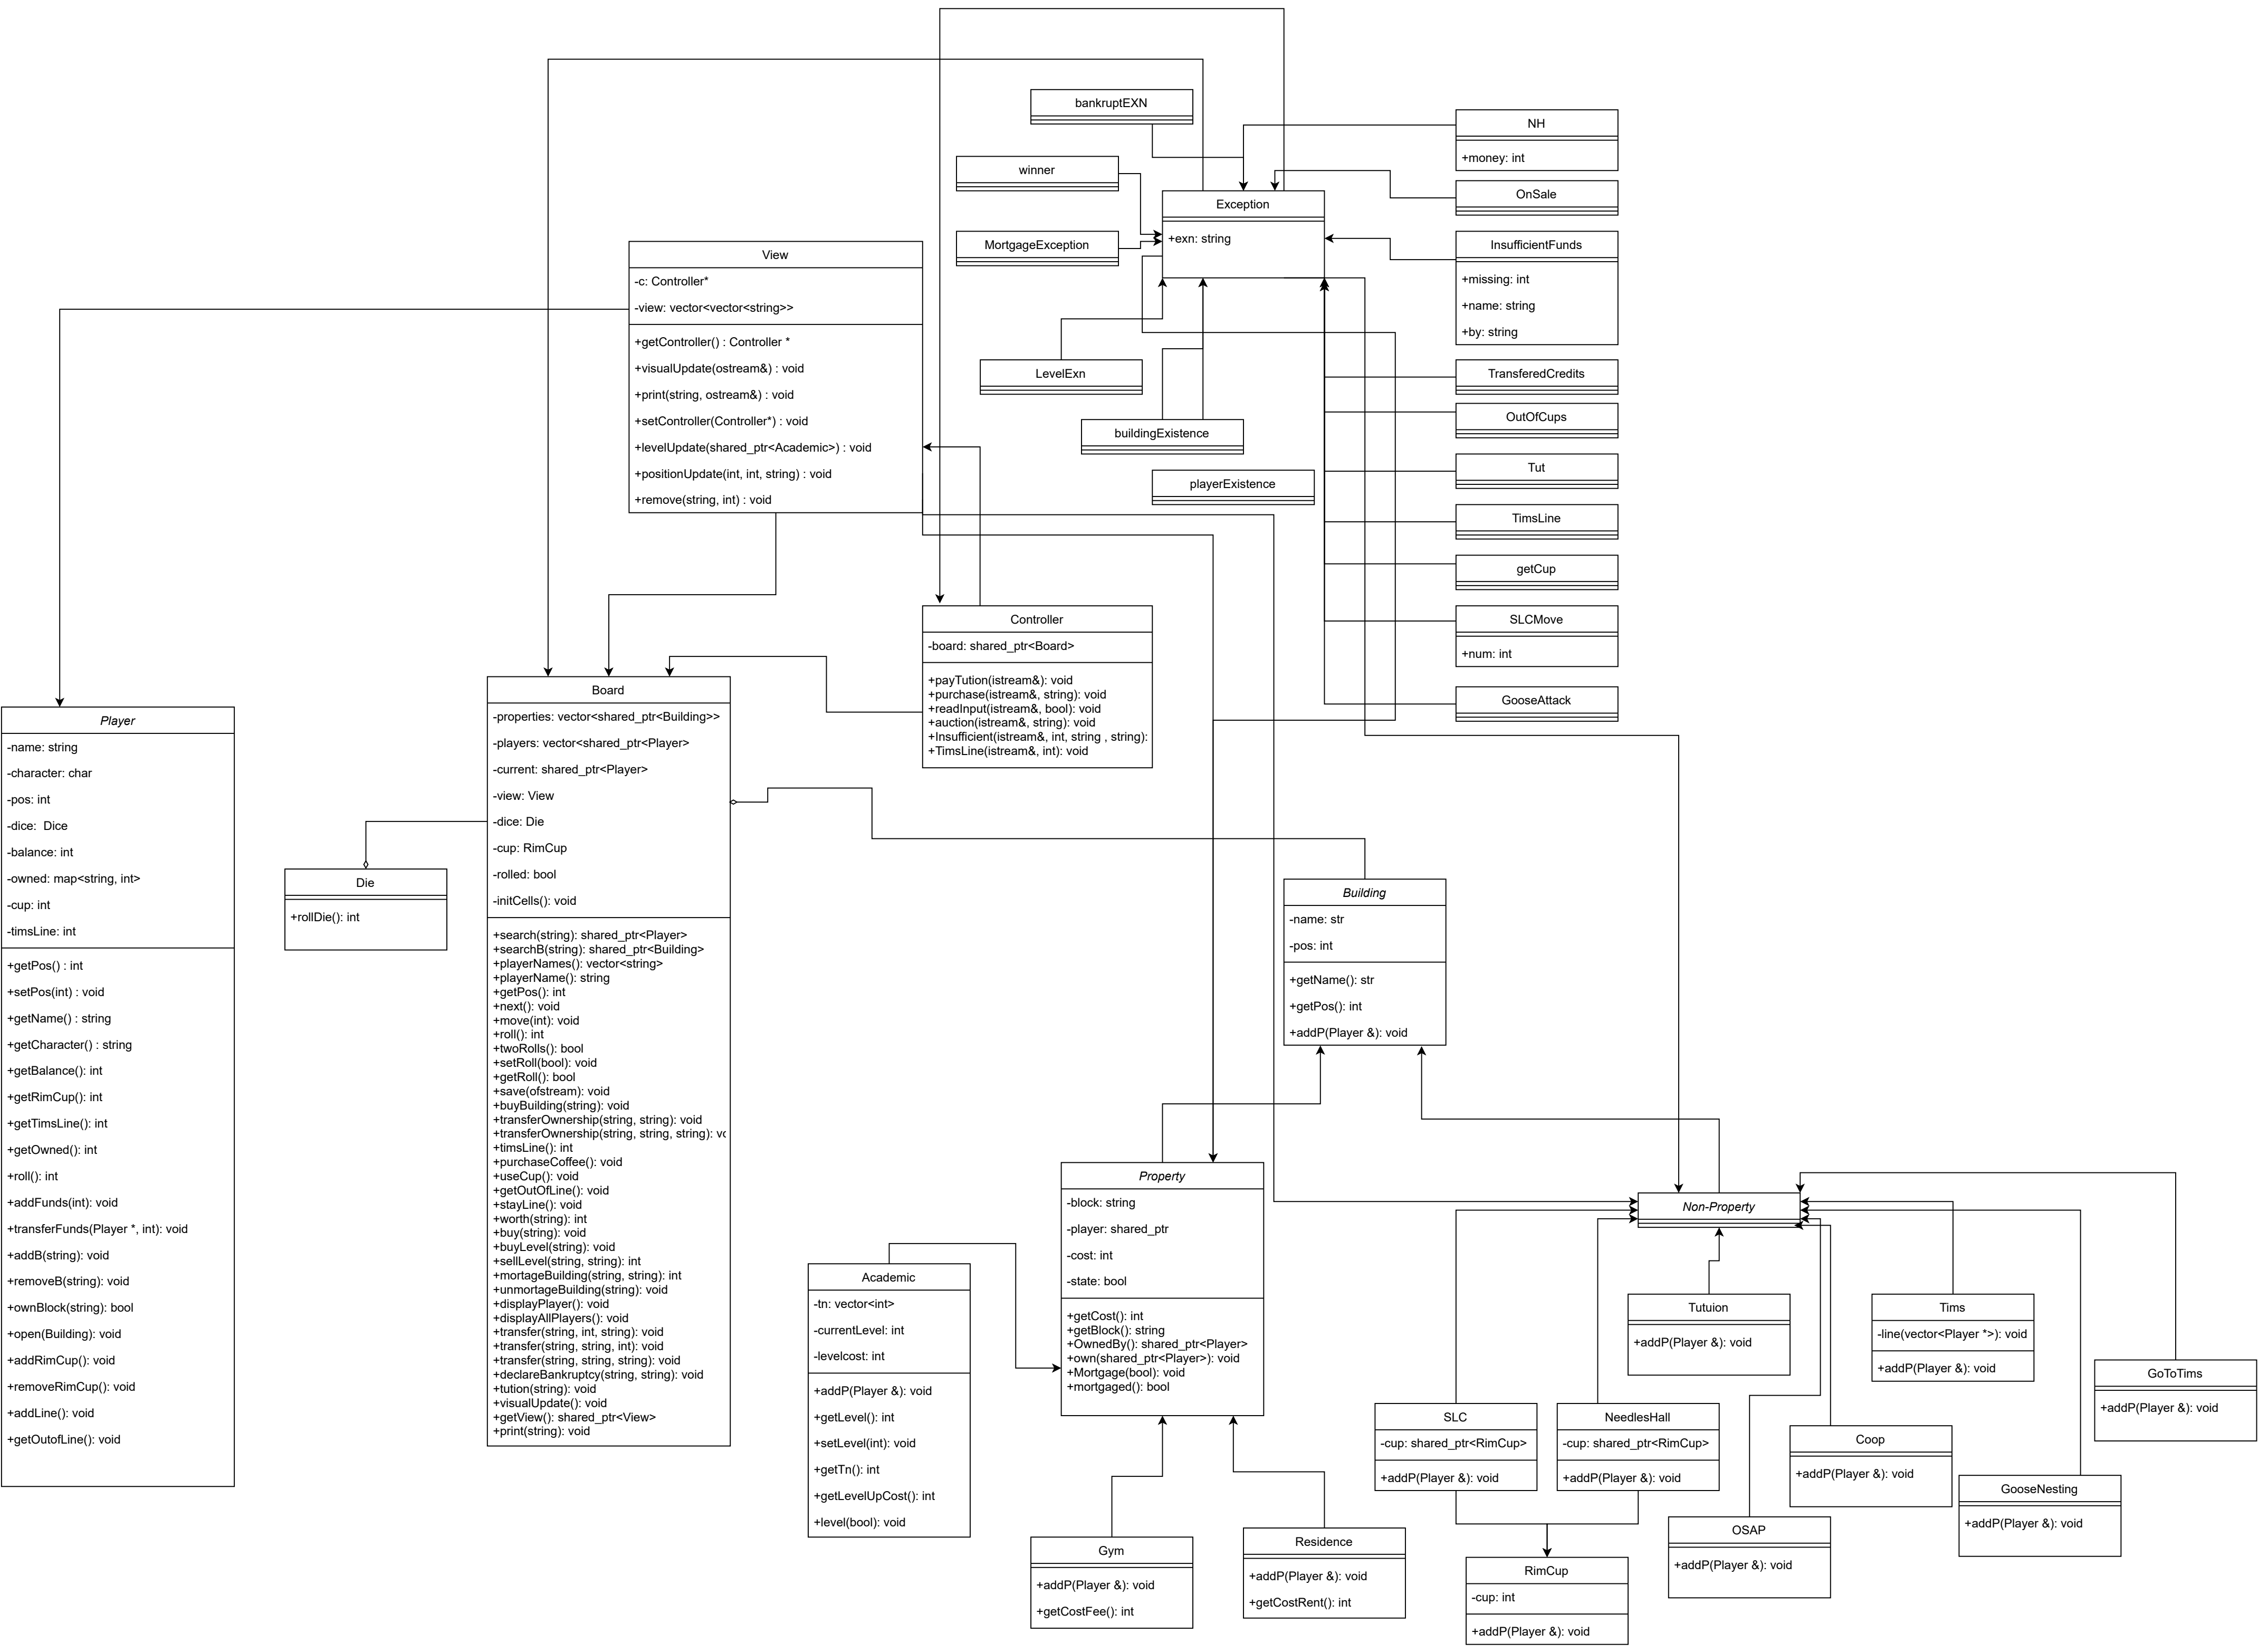 bankruptEXN
winner
MortgageException
Exception
+exn: string
NH
+money: int
OnSale
InsufficientFunds
+missing: int
+name: string
+by: string
TransferedCredits
OutOfCups
Tut
TimsLine
getCup
SLCMove
+num: int
GooseAttack
LevelExn
buildingExistence
playerExistence
View
-c: Controller*
-view: vector<vector<string>>
+getController() : Controller *
+visualUpdate(ostream&) : void
+print(string, ostream&) : void
+setController(Controller*) : void
+levelUpdate(shared_ptr<Academic>) : void
+positionUpdate(int, int, string) : void
+remove(string, int) : void
Controller
-board: shared_ptr<Board>
+payTution(istream&): void
+purchase(istream&, string): void
+readInput(istream&, bool): void
+auction(istream&, string): void
+Insufficient(istream&, int, string , string):
+TimsLine(istream&, int): void
Player
-name: string
-character: char
-pos: int
-dice:  Dice
-balance: int
-owned: map<string, int>
-cup: int
-timsLine: int
+getPos() : int
+setPos(int) : void
+getName() : string
+getCharacter() : string
+getBalance(): int
+getRimCup(): int
+getTimsLine(): int
+getOwned(): int
+roll(): int
+addFunds(int): void
+transferFunds(Player *, int): void
+addB(string): void
+removeB(string): void
+ownBlock(string): bool
+open(Building): void
+addRimCup(): void
+removeRimCup(): void
+addLine(): void
+getOutofLine(): void
Die
+rollDie(): int
Board
-properties: vector<shared_ptr<Building>>
-players: vector<shared_ptr<Player>
-current: shared_ptr<Player>
-view: View
-dice: Die
-cup: RimCup
-rolled: bool
-initCells(): void
+search(string): shared_ptr<Player>
+searchB(string): shared_ptr<Building>
+playerNames(): vector<string>
+playerName(): string
+getPos(): int
+next(): void
+move(int): void
+roll(): int
+twoRolls(): bool
+setRoll(bool): void
+getRoll(): bool
+save(ofstream): void
+buyBuilding(string): void
+transferOwnership(string, string): void
+transferOwnership(string, string, string): vc
+timsLine(): int
+purchaseCoffee(): void
+useCup(): void
+getOutOfLine(): void
+stayLine(): void
+worth(string): int
+buy(string): void
+buyLevel(string): void
+sellLevel(string, string): int
+mortageBuilding(string, string): int
+unmortageBuilding(string): void
+displayPlayer(): void
+displayAllPlayers(): void
+transfer(string, int, string): void
+transfer(string, string, int): void
+transfer(string, string, string): void
+declareBankruptcy(string, string): void
+tution(string): void
+visualUpdate(): void
+getView(): shared_ptr<View>
+print(string): void
Building
-name: str
-pos: int
+getName(): str
+getPos(): int
+addP(Player &): void
Property
-block: string
-player: shared_ptr
-cost: int
-state: bool
+getCost(): int
+getBlock(): string
+OwnedBy(): shared_ptr<Player>
+own(shared_ptr<Player>): void
+Mortgage(bool): void
+mortgaged(): bool
Academic
-tn: vector<int>
-currentLevel: int
-levelcost: int
+addP(Player &): void
+getLevel(): int
+setLevel(int): void
+getTn(): int
+getLevelUpCost(): int
+level(bool): void
Gym
+addP(Player &): void
+getCostFee(): int
Residence
+addP(Player &): void
+getCostRent(): int
Non-Property
Tutuion
+addP(Player &): void
Tims
-line(vector<Player *>): void
+addP(Player &): void
GoToTims
+addP(Player &): void
SLC
-cup: shared_ptr<RimCup>
+addP(Player &): void
NeedlesHall
-cup: shared_ptr<RimCup>
+addP(Player &): void
Coop
+addP(Player &): void
GooseNesting
+addP(Player &): void
OSAP
+addP(Player &): void
RimCup
-cup: int
+addP(Player &): void